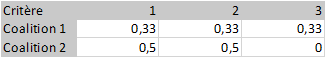 Critère 1 2 3
Coalition 1 0,33 0,33 0,33
Coalition 2 0,5 0,5 0